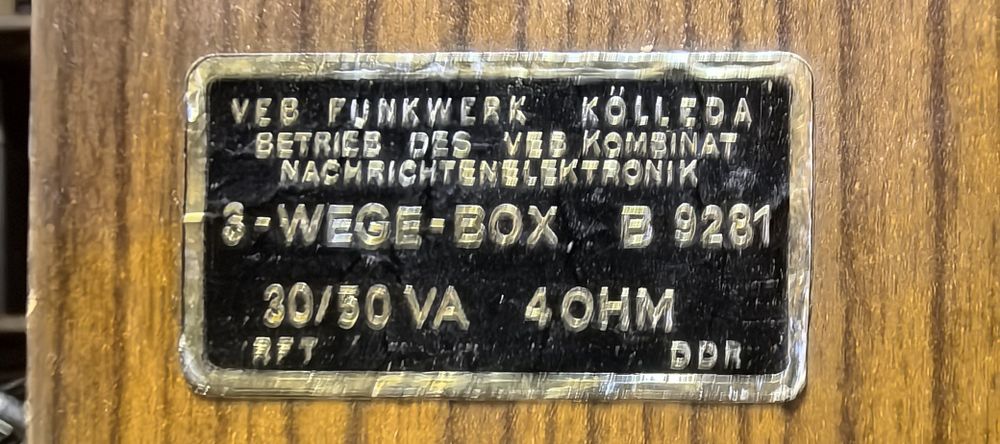 VEB FUNKWERK KÖLLEDA
BETRIEB DES VEB KOMBINAT
NACHRICHTENELEKTRONIK
3-WEGE-BOX B 9281
30/50 VA 4 OHM
RFT DDR